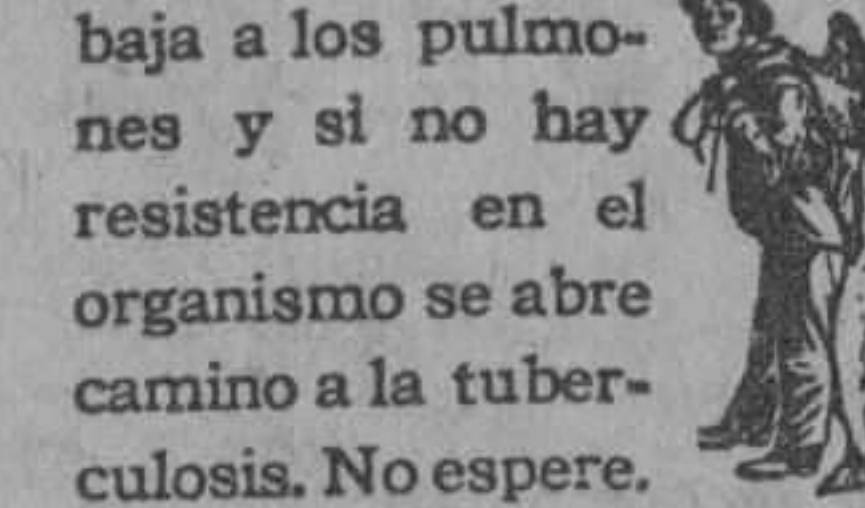 baja a los pulmo-
nes y si no hay
resistencia en el
organismo se abre
camino a la tuber-
culosis. No espere.